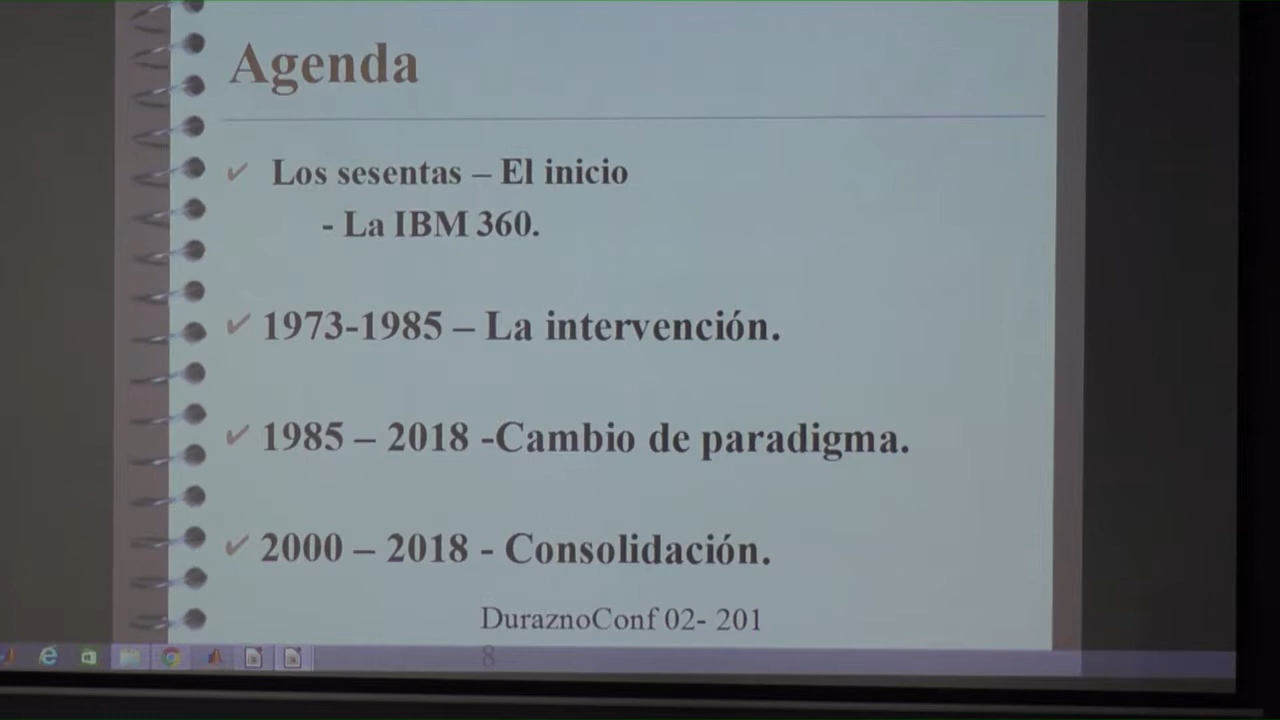 Agenda
Los sesentas – El inicio
- La IBM 360.
1973-1985 – La intervención.
1985 – 2018 -Cambio de paradigma.
2000 – 2018 - Consolidación.
DuraznoConf 02- 201
8